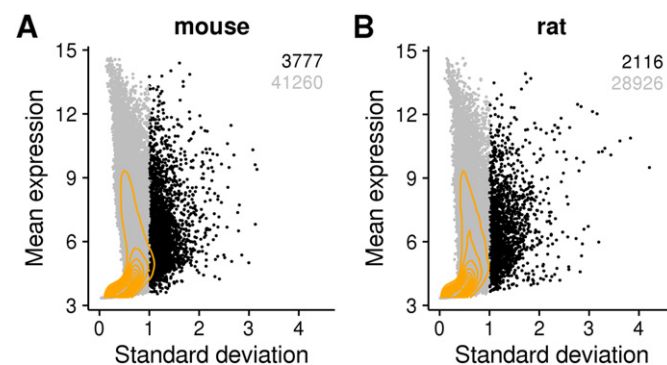 A
mouse
3777
41260
15
12
9
6
3
Mean expression
0 1 2 3 4
Standard deviation
B
rat
2116
28926
15
12
9
6
3
Mean expression
0 1 2 3 4
Standard deviation